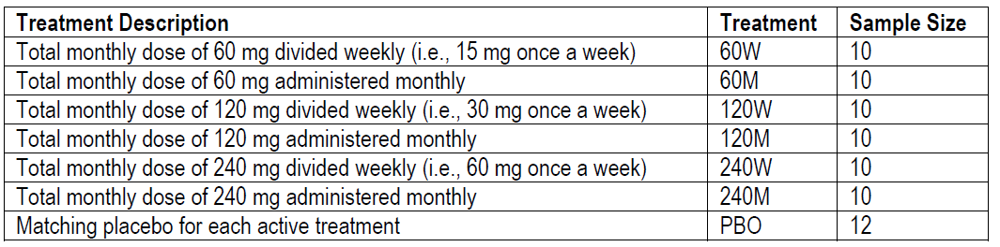 Treatment Description Treatment Sample Size
Total monthly dose of 60 mg divided weekly (i.e., 15 mg once a week) 60W 10
Total monthly dose of 60 mg administered monthly 60M 10
Total monthly dose of 120 mg divided weekly (i.e., 30 mg once a week) 120W 10
Total monthly dose of 120 mg administered monthly 120M 10
Total monthly dose of 240 mg divided weekly (i.e., 60 mg once a week) 240W 10
Total monthly dose of 240 mg administered monthly 240M 10
Matching placebo for each active treatment PBO 12